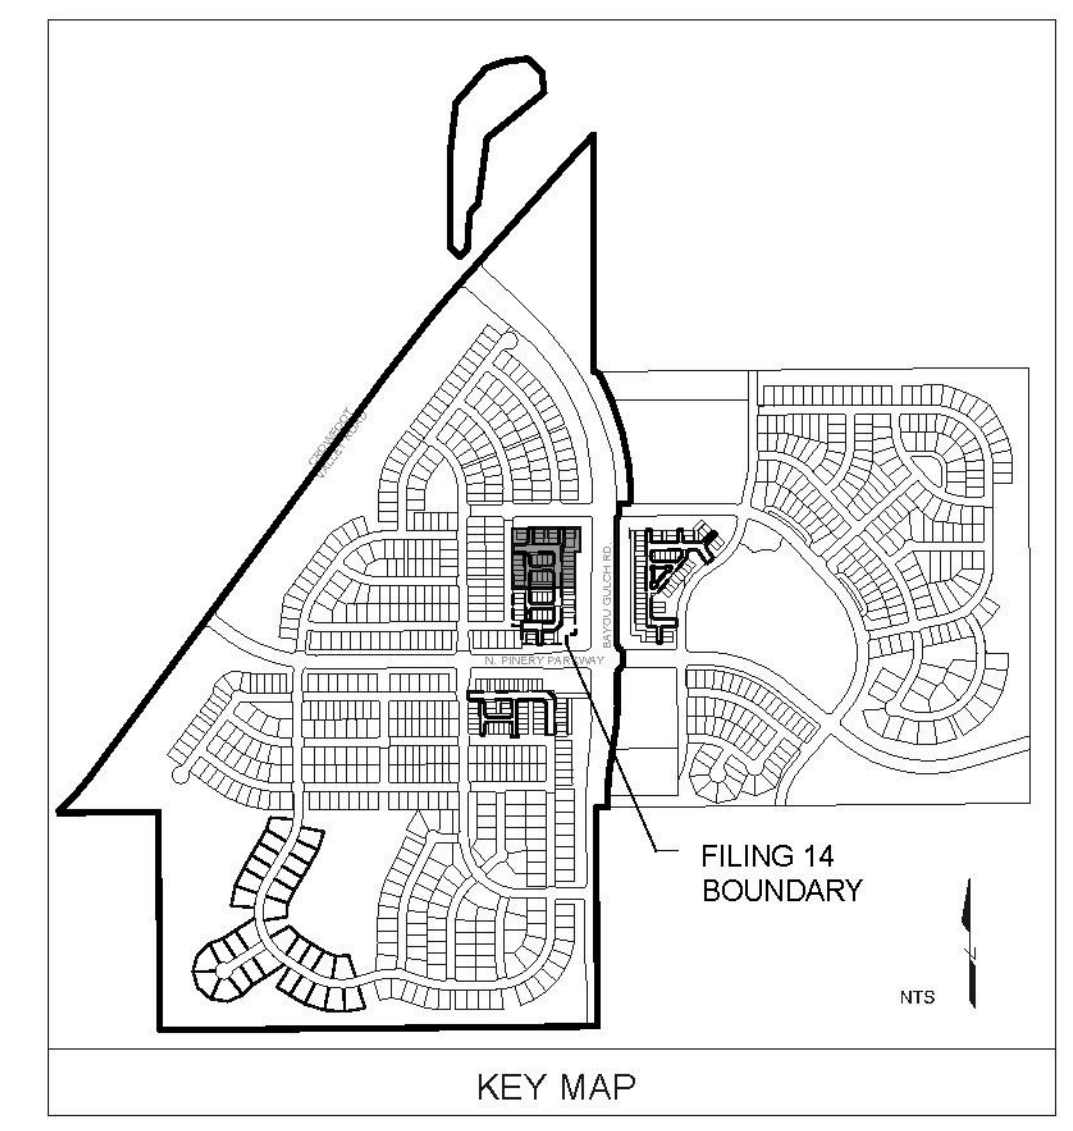 CROWFOOT
VALLEY ROAD
BAYOU GULCH RD.
N. PINERY PARKWAY
FILING 14
BOUNDARY
NTS
KEY MAP